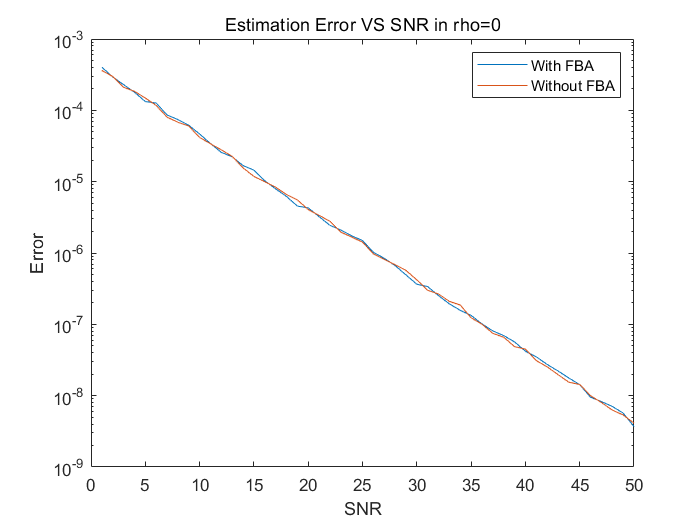 Estimation Error VS SNR in rho=0
With FBA
Without FBA
Error
10^-3
10^-4
10^-5
10^-6
10^-7
10^-8
10^-9
0 5 10 15 20 25 30 35 40 45 50
SNR